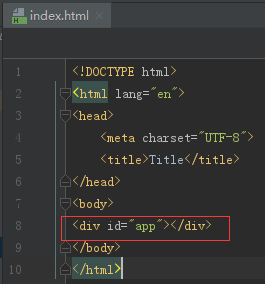 index.html
1 <!DOCTYPE html>
2 <html lang="en">
3 <head>
4 <meta charset="UTF-8">
5 <title>Title</title>
6 </head>
7 <body>
8 <div id="app"></div>
9 </body>
10 </html>